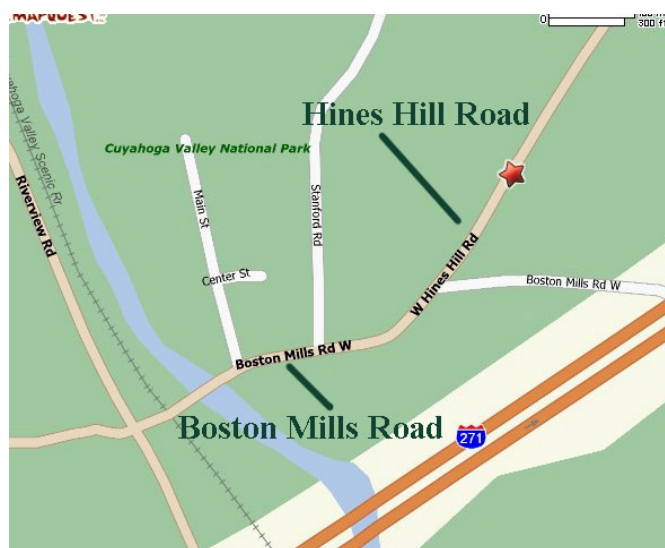 MAPQUEST
0
300 ft
Hines Hill Road
Cuyahoga Valley National Park
Cuyahoga Valley Scenic Rr
Riverview Rd
Main St
Stanford Rd
Center St
W Hines Hill Rd
Boston Mills Rd W
Boston Mills Rd W
Boston Mills Road
271